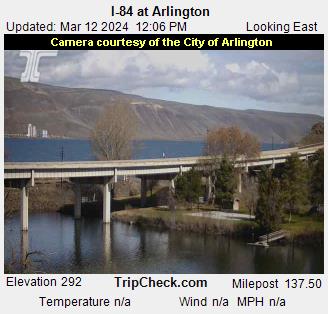 I-84 at Arlington
Updated: Mar 12 2024 12:06 PM Looking East
Camera courtesy of the City of Arlington
Elevation 292 TripCheck.com Milepost 137.50
Temperature n/a Wind n/a MPH n/a